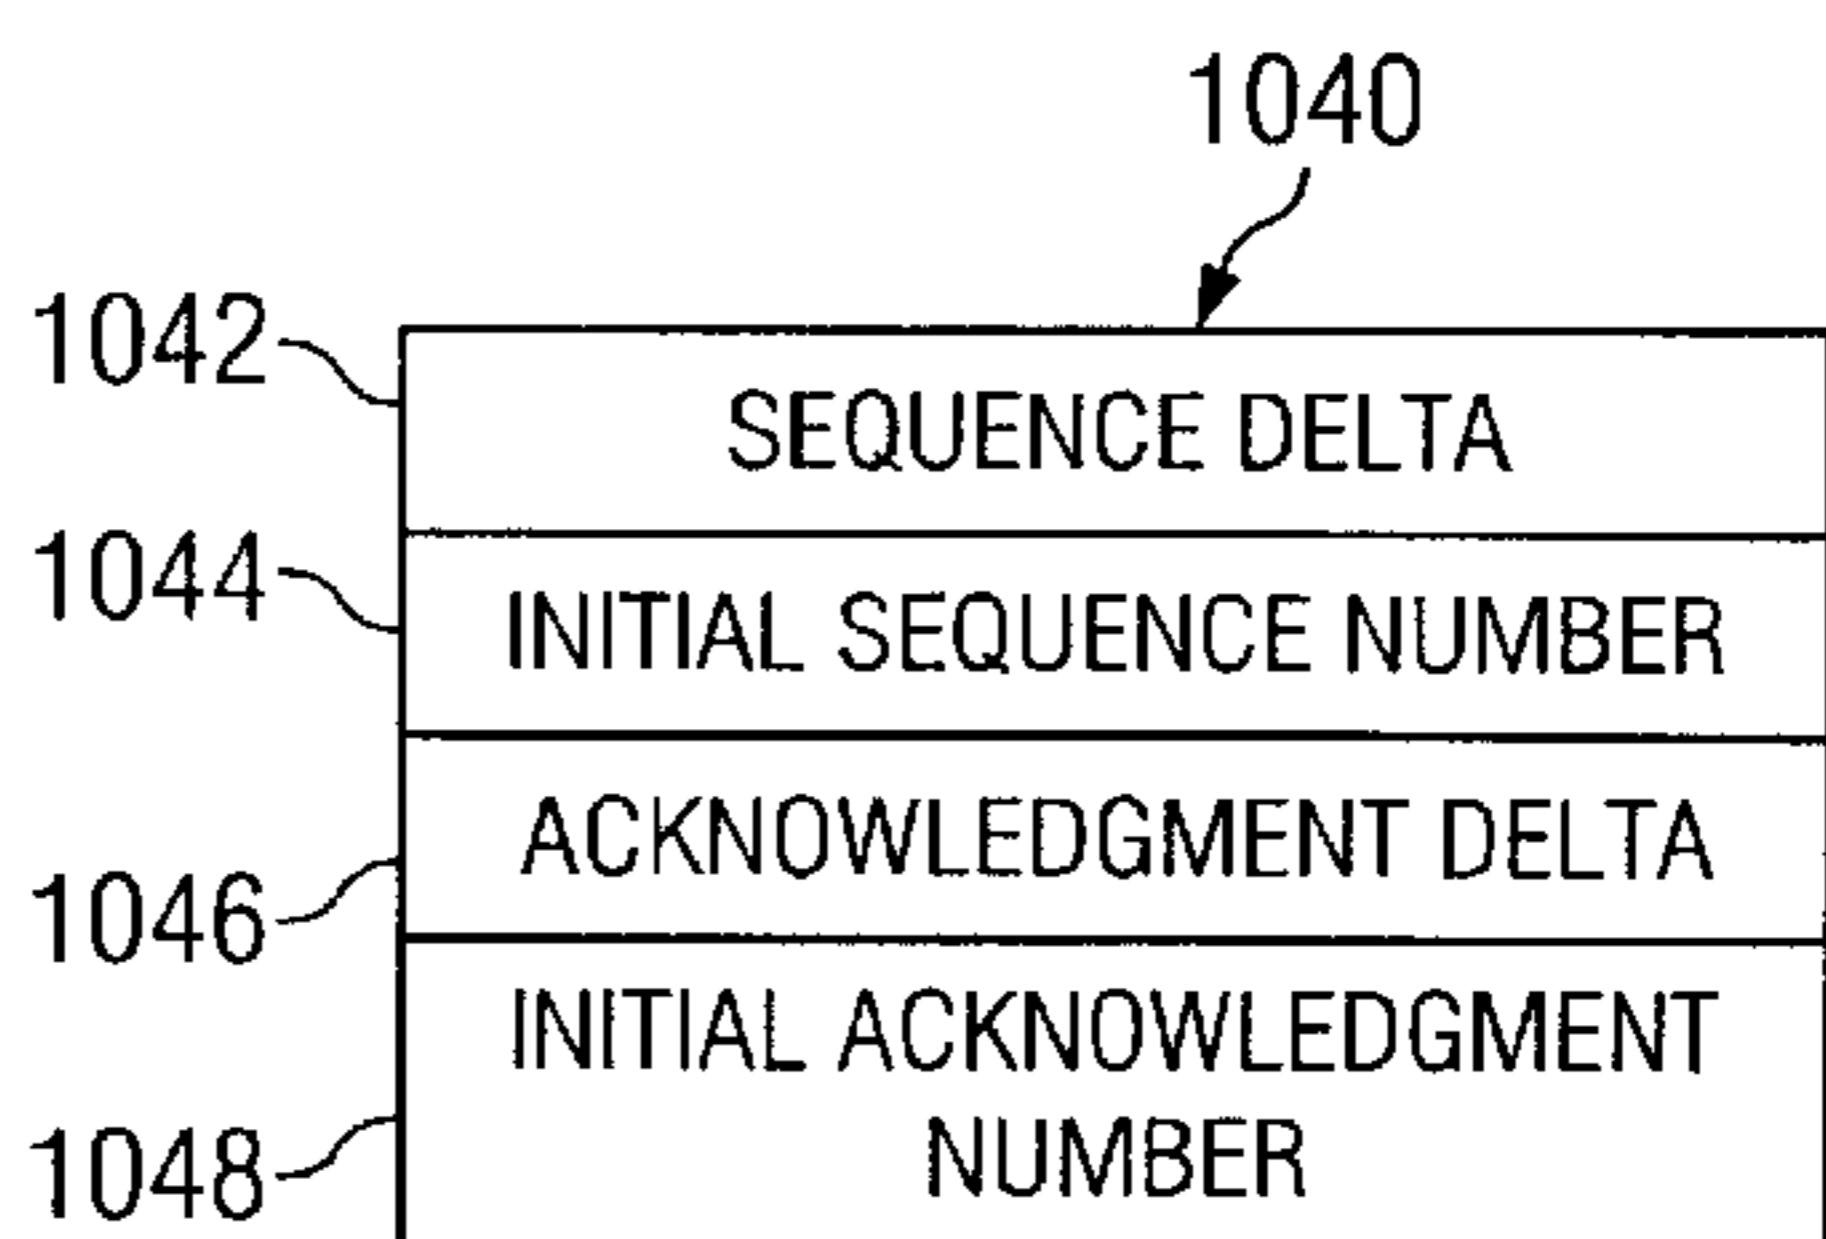 1040
1042
SEQUENCE DELTA
1044
INITIAL SEQUENCE NUMBER
ACKNOWLEDGMENT DELTA
1046
INITIAL ACKNOWLEDGMENT
NUMBER
1048